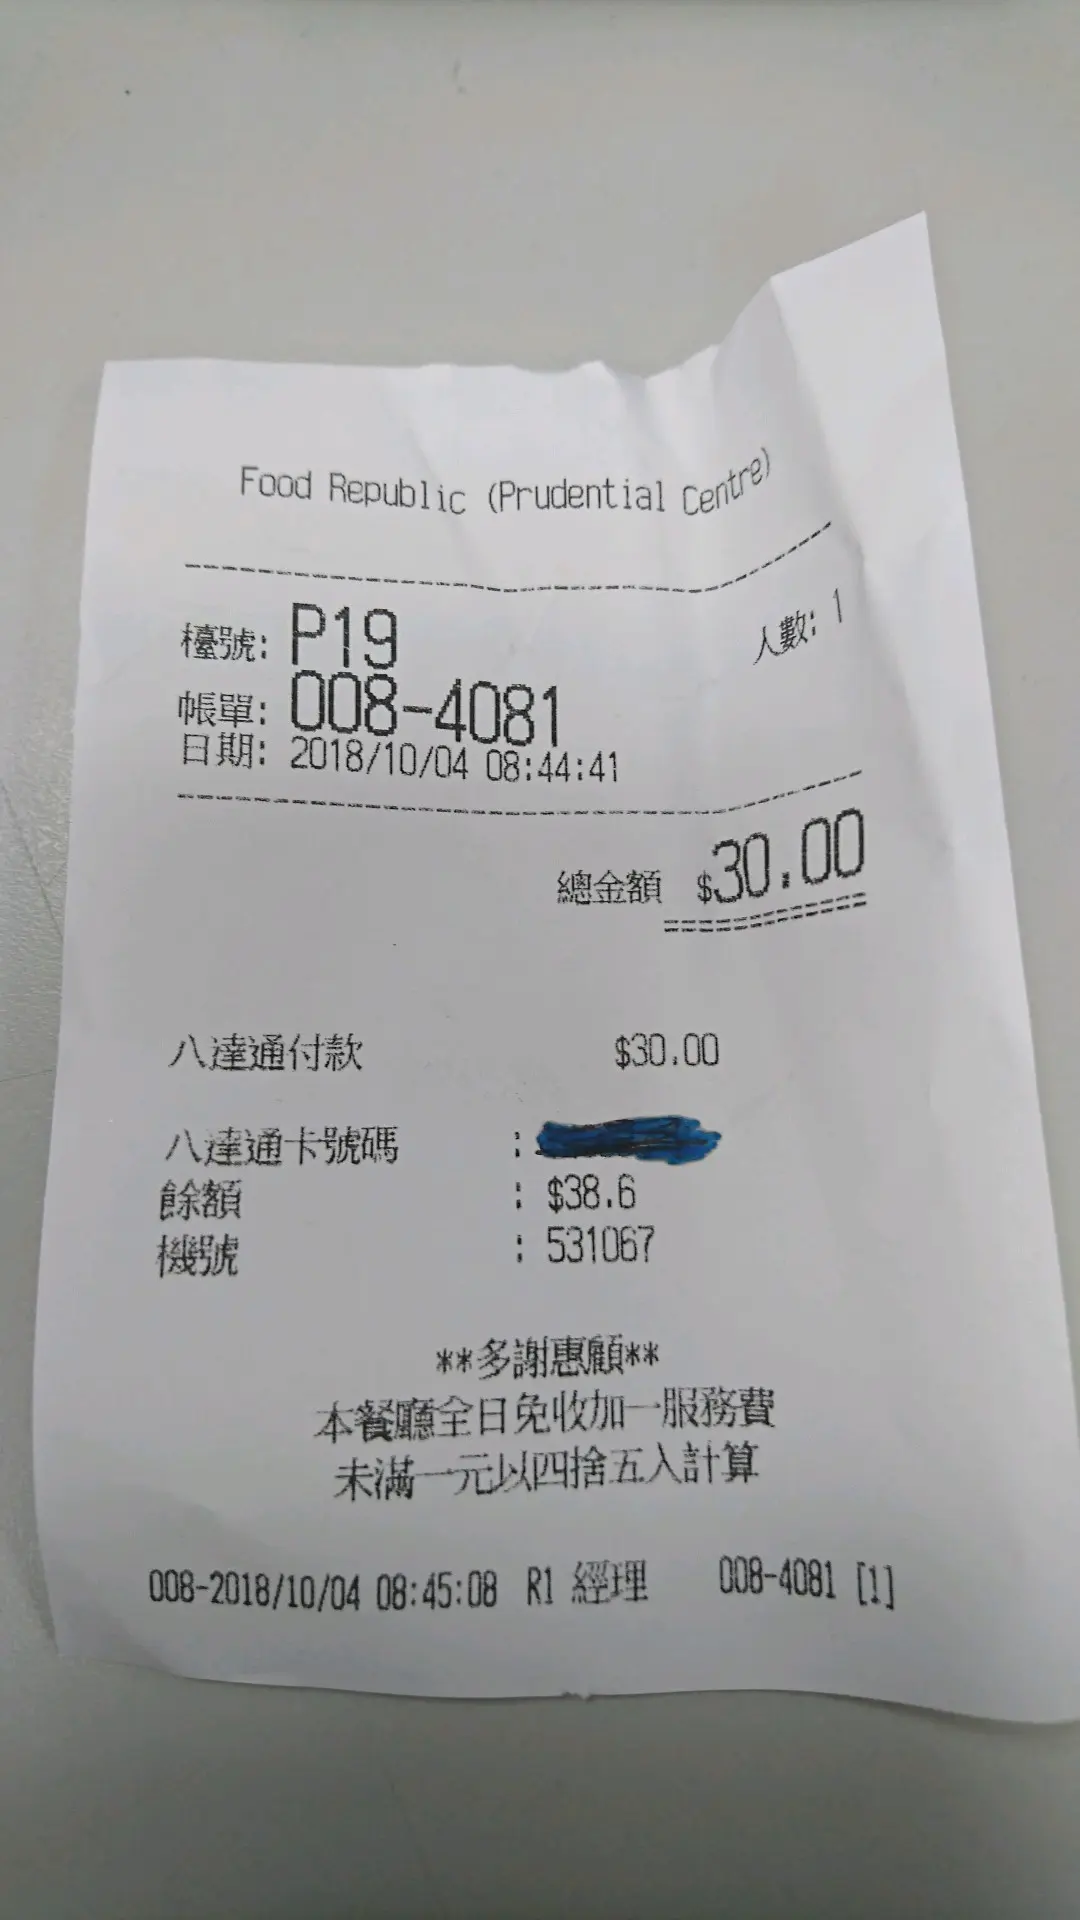 Food Republic (Prudential Centre)
檯號: P19 人數: 1
帳單: 008-4081
日期: 2018/10/04 08:44:41
總金額 $30.00
八達通付款 $30.00
八達通卡號碼 :
餘額 : $38.6
機號 : 531067
**多謝惠顧**
本餐廳全日免收加一服務費
未滿一元以四捨五入計算
008-2018/10/04 08:45:08 R1 經理 008-4081 [1]